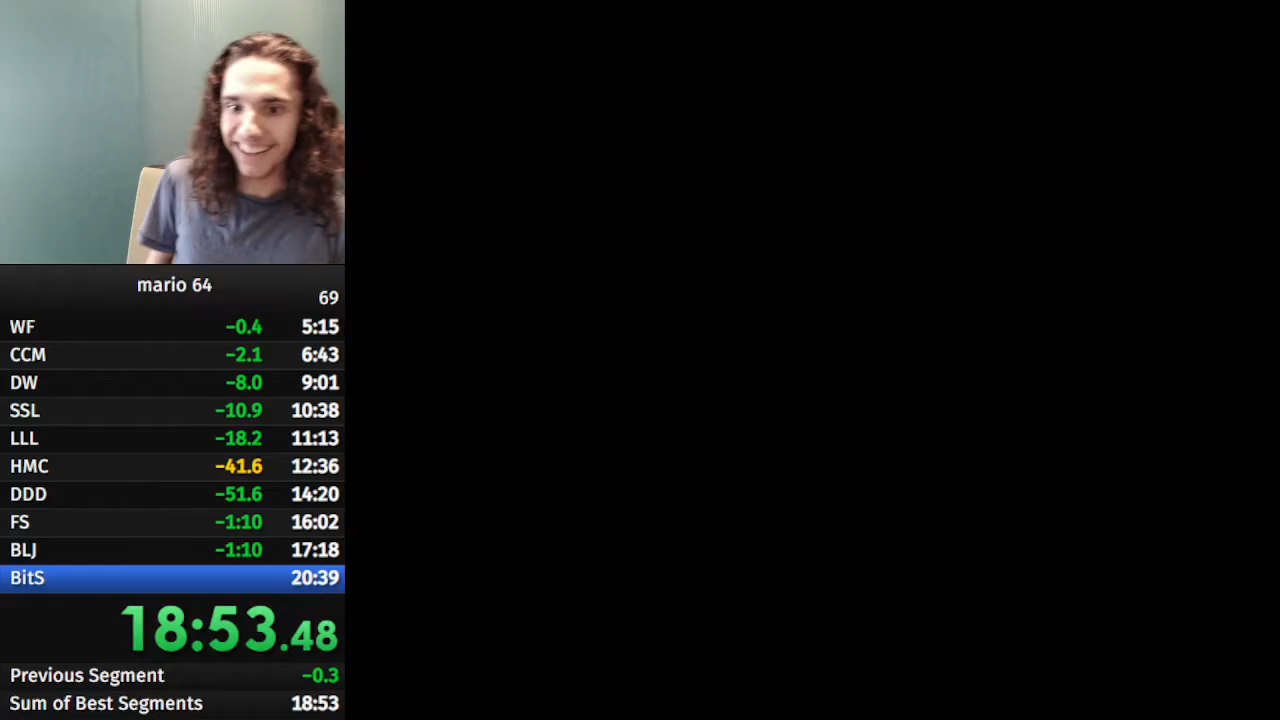 mario 64
69
WF −0.4 5:15
CCM −2.1 6:43
DW −8.0 9:01
SSL −10.9 10:38
LLL −18.2 11:13
HMC −41.6 12:36
DDD −51.6 14:20
FS −1:10 16:02
BLJ −1:10 17:18
BitS 20:39
18:53.48
Previous Segment −0.3
Sum of Best Segments 18:53